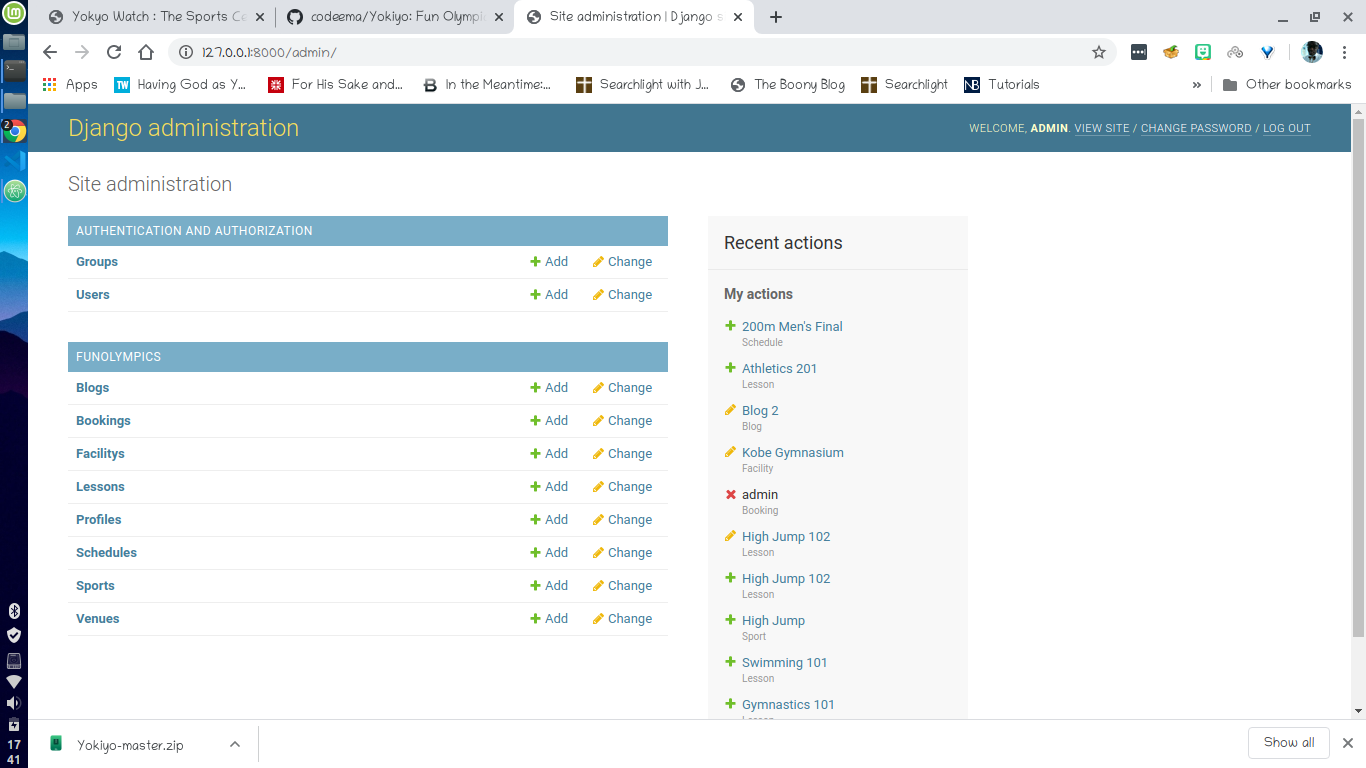 Yokyo Watch : The Sports Ce
codeema/Yokiyo: Fun Olympi
Site administration | Django s
127.0.0.1:8000/admin/
Apps
Having God as Y...
For His Sake and...
In the Meantime:...
Searchlight with J...
The Boony Blog
Searchlight
Tutorials
»
Other bookmarks
Django administration
WELCOME, ADMIN. VIEW SITE / CHANGE PASSWORD / LOG OUT
Site administration
AUTHENTICATION AND AUTHORIZATION
Groups Add Change
Users Add Change
FUNOLYMPICS
Blogs Add Change
Bookings Add Change
Facilitys Add Change
Lessons Add Change
Profiles Add Change
Schedules Add Change
Sports Add Change
Venues Add Change
Recent actions
My actions
200m Men's Final
Schedule
Athletics 201
Lesson
Blog 2
Blog
Kobe Gymnasium
Facility
admin
Booking
High Jump 102
Lesson
High Jump 102
Lesson
High Jump
Sport
Swimming 101
Lesson
Gymnastics 101
Lesson
Yokiyo-master.zip
Show all
2
17
41